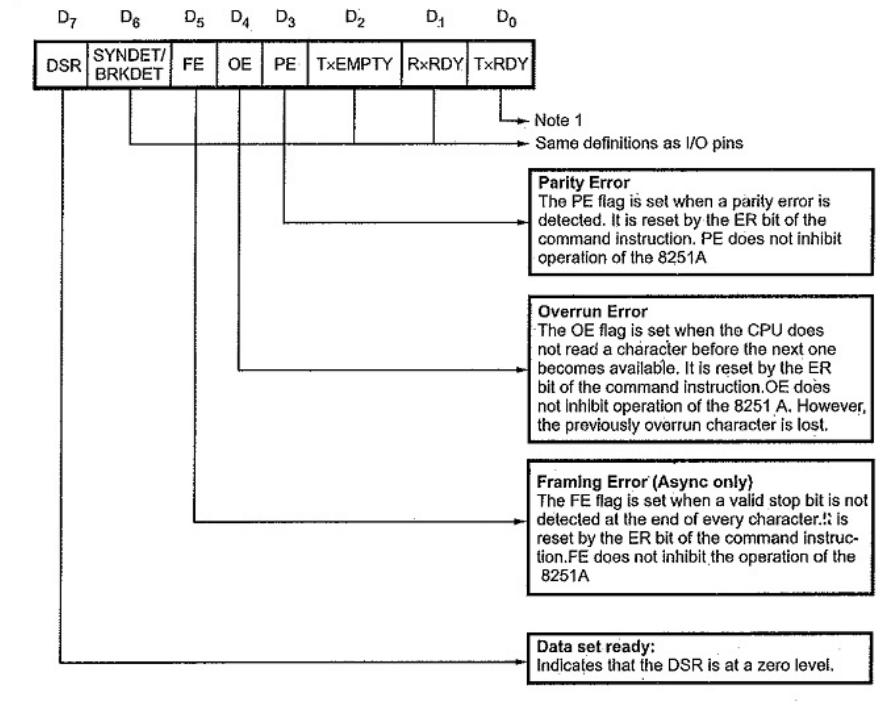 D7 D6 D5 D4 D3 D2 D1 D0
DSR SYNDET/BRKDET FE OE PE TxEMPTY RxRDY TxRDY
Note 1
Same definitions as I/O pins
Parity Error
The PE flag is set when a parity error is
detected. It is reset by the ER bit of the
command instruction. PE does not inhibit
operation of the 8251A
Overrun Error
The OE flag is set when the CPU does
not read a character before the next one
becomes available. It is reset by the ER
bit of the command instruction.OE does
not inhibit operation of the 8251 A. However,
the previously overrun character is lost.
Framing Error (Async only)
The FE flag is set when a valid stop bit is not
detected at the end of every character.It is
reset by the ER bit of the command instruc-
tion.FE does not inhibit the operation of the
8251A
Data set ready:
Indicates that the DSR is at a zero level.